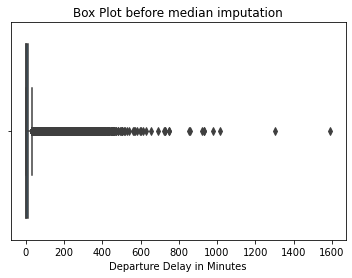 Box Plot before median imputation
0 200 400 600 800 1000 1200 1400 1600
Departure Delay in Minutes